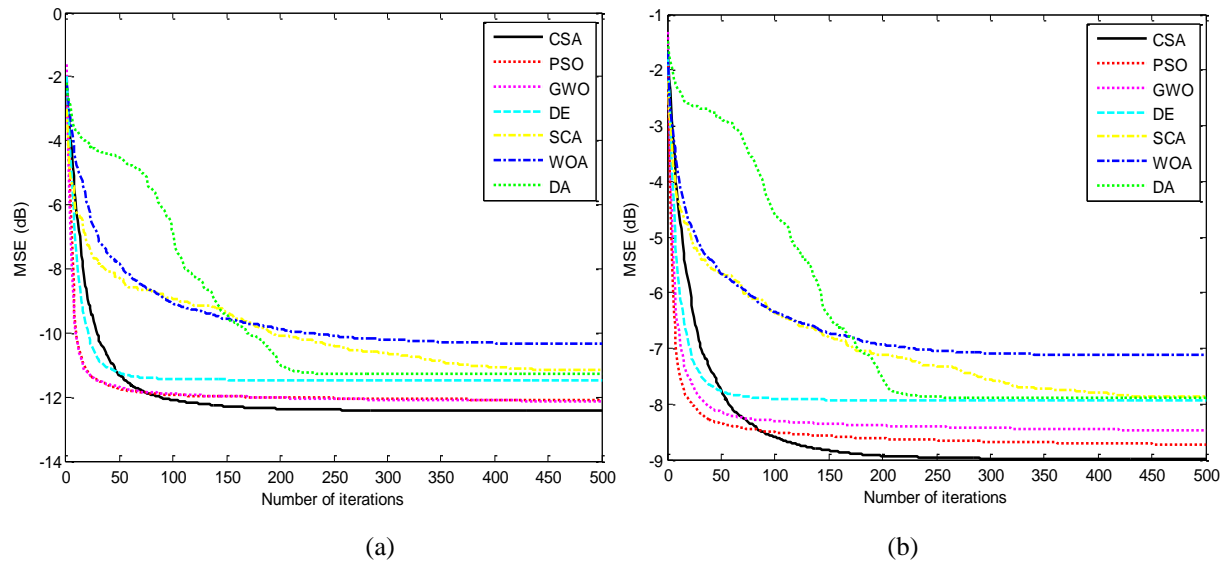 0
-2
-4
-6
-8
-10
-12
-14
MSE (dB)
0 50 100 150 200 250 300 350 400 450 500
Number of iterations
CSA
PSO
GWO
DE
SCA
WOA
DA
(a)
-1
-2
-3
-4
-5
-6
-7
-8
-9
MSE (dB)
0 50 100 150 200 250 300 350 400 450 500
Number of iterations
CSA
PSO
GWO
DE
SCA
WOA
DA
(b)